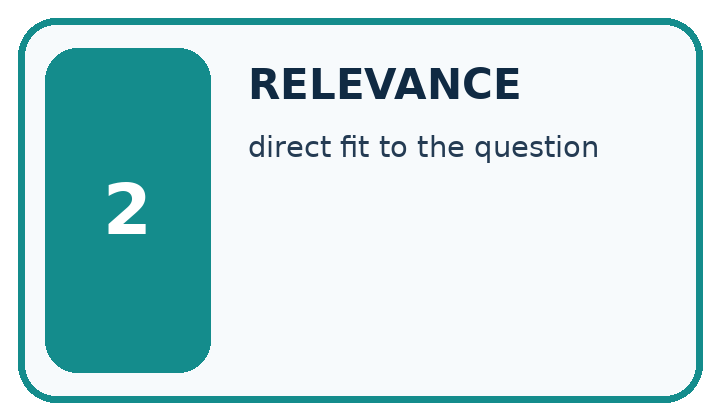 2
RELEVANCE
direct fit to the question